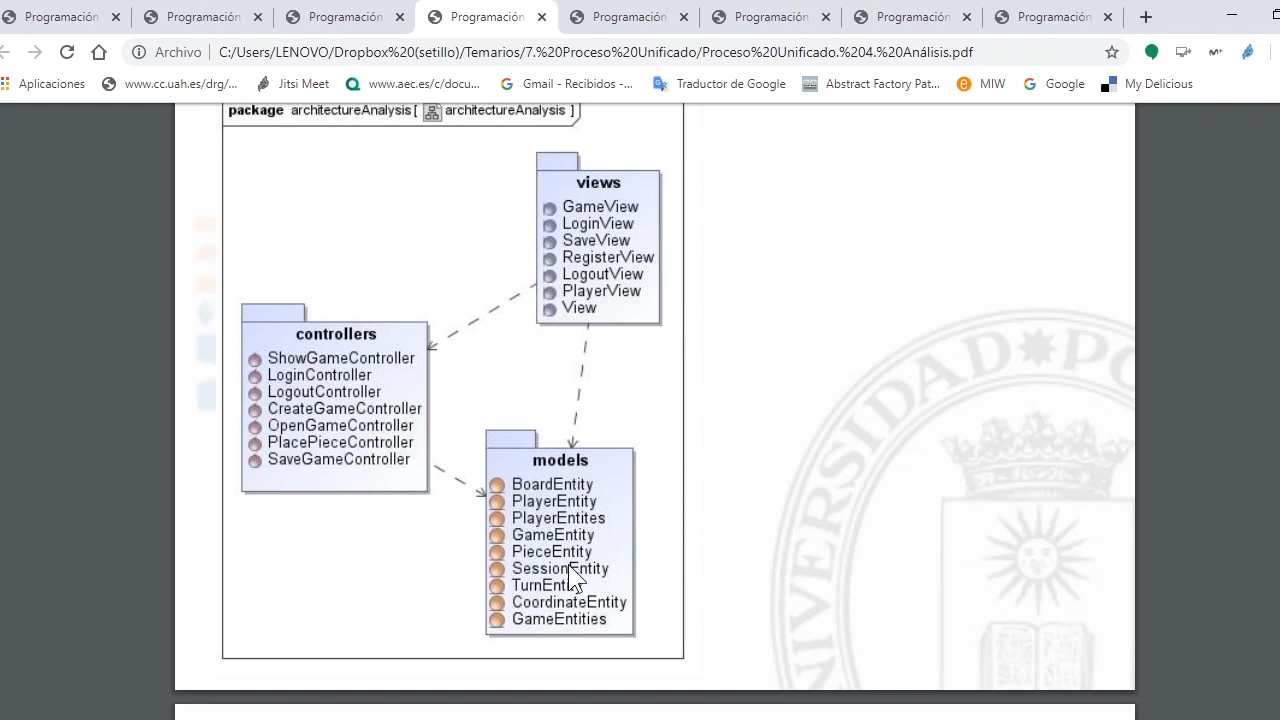 Programación Programación Programación Programación Programación Programación Programación Programación
Archivo C:/Users/LENOVO/Dropbox%20(setillo)/Temarios/7.%20Proceso%20Unificado/Proceso%20Unificado.%204.%20Análisis.pdf
Aplicaciones www.cc.uah.es/drg/... Jitsi Meet www.aec.es/c/docu... Gmail - Recibidos -... Traductor de Google Abstract Factory Pat... MIW Google My Delicious
package architectureAnalysis[ architectureAnalysis ]
views
GameView
LoginView
SaveView
RegisterView
LogoutView
PlayerView
View
controllers
ShowGameController
LoginController
LogoutController
CreateGameController
OpenGameController
PlacePieceController
SaveGameController
models
BoardEntity
PlayerEntity
PlayerEntites
GameEntity
PieceEntity
SessionEntity
CoordinateEntity
GameEntities
UNIVERSIDAD